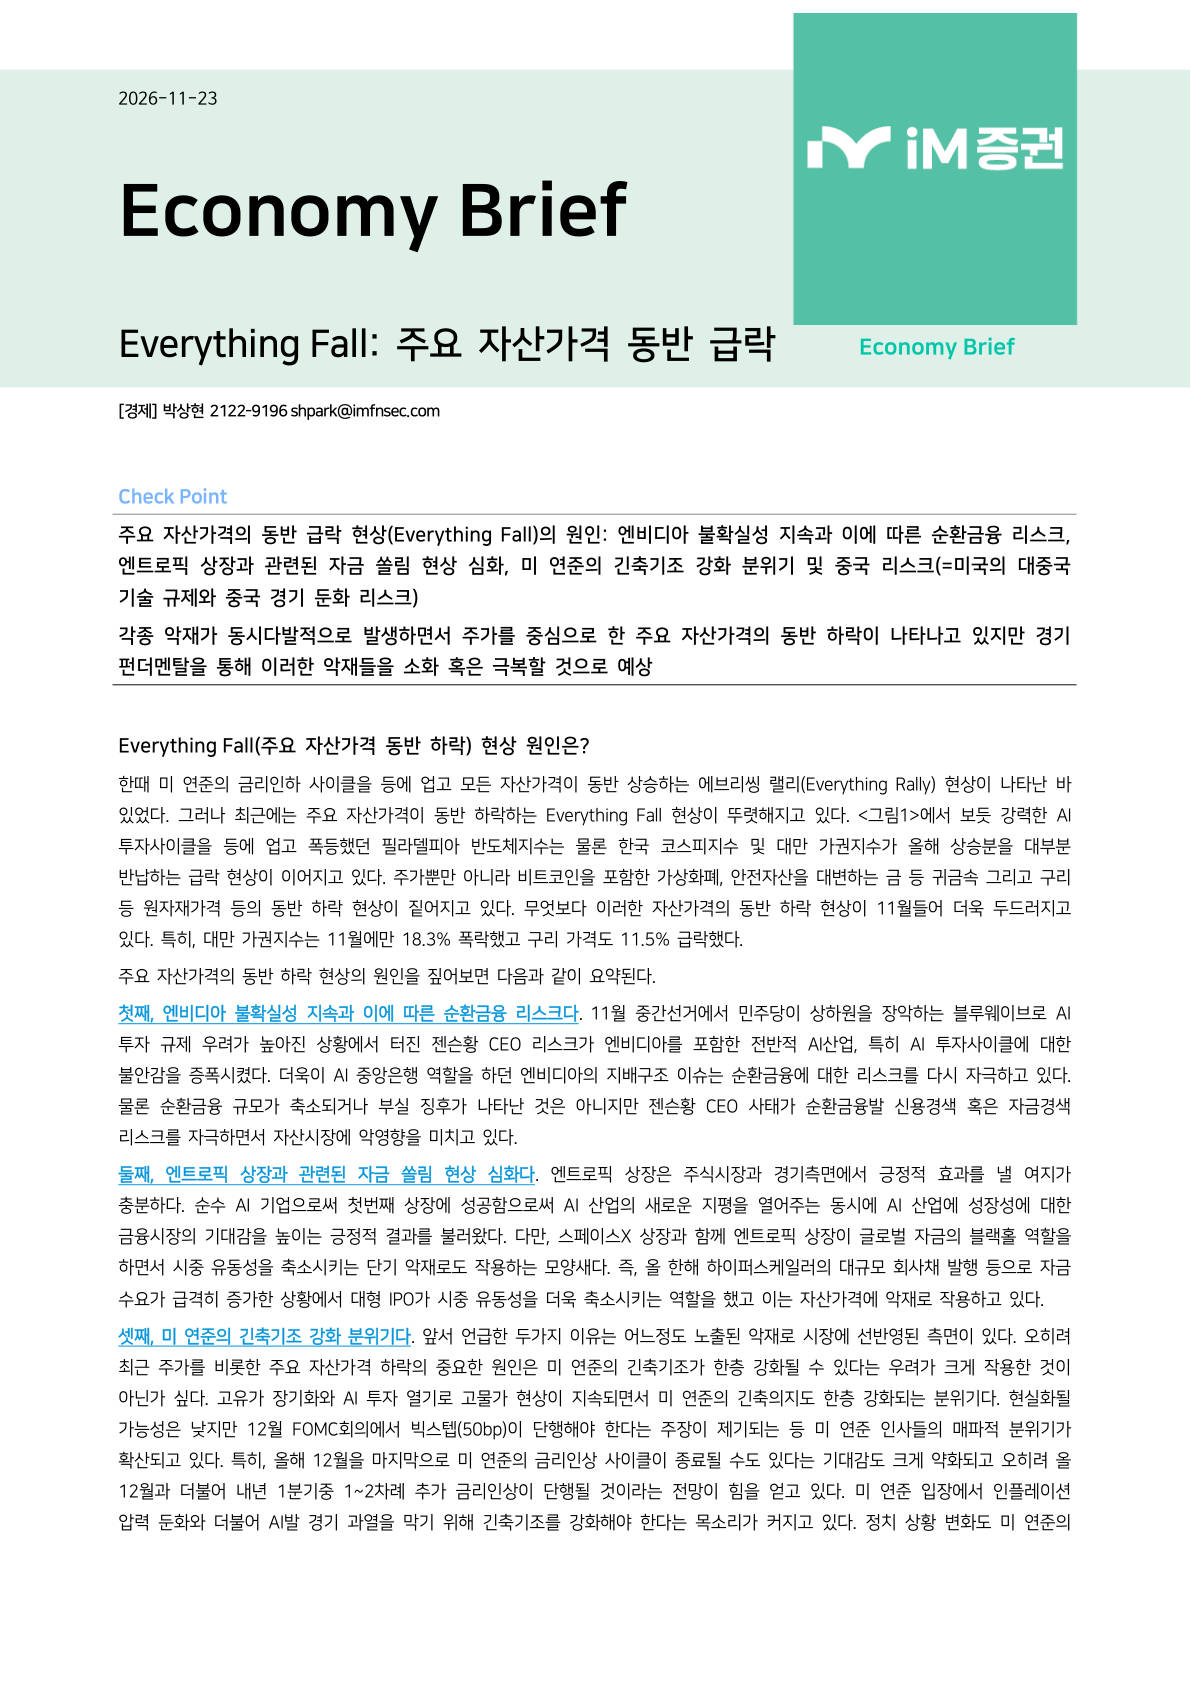 2026-11-23
iM증권
Economy Brief
Everything Fall: 주요 자산가격 동반 급락
Economy Brief
[경제] 박상현 2122-9196 shpark@imfnsec.com
Check Point
주요 자산가격의 동반 급락 현상(Everything Fall)의 원인: 엔비디아 불확실성 지속과 이에 따른 순환금융 리스크,
엔트로픽 상장과 관련된 자금 쏠림 현상 심화, 미 연준의 긴축기조 강화 분위기 및 중국 리스크(=미국의 대중국
기술 규제와 중국 경기 둔화 리스크)
각종 악재가 동시다발적으로 발생하면서 주가를 중심으로 한 주요 자산가격의 동반 하락이 나타나고 있지만 경기
펀더멘탈을 통해 이러한 악재들을 소화 혹은 극복할 것으로 예상
Everything Fall(주요 자산가격 동반 하락) 현상 원인은?
한때 미 연준의 금리인하 사이클을 등에 업고 모든 자산가격이 동반 상승하는 에브리씽 랠리(Everything Rally) 현상이 나타난 바
있었다. 그러나 최근에는 주요 자산가격이 동반 하락하는 Everything Fall 현상이 뚜렷해지고 있다. <그림1>에서 보듯 강력한 AI
투자사이클을 등에 업고 폭등했던 필라델피아 반도체지수는 물론 한국 코스피지수 및 대만 가권지수가 올해 상승분을 대부분
반납하는 급락 현상이 이어지고 있다. 주가뿐만 아니라 비트코인을 포함한 가상화폐, 안전자산을 대변하는 금 등 귀금속 그리고 구리
등 원자재가격 등의 동반 하락 현상이 짙어지고 있다. 무엇보다 이러한 자산가격의 동반 하락 현상이 11월들어 더욱 두드러지고
있다. 특히, 대만 가권지수는 11월에만 18.3% 폭락했고 구리 가격도 11.5% 급락했다.
주요 자산가격의 동반 하락 현상의 원인을 짚어보면 다음과 같이 요약된다.
첫째, 엔비디아 불확실성 지속과 이에 따른 순환금융 리스크다. 11월 중간선거에서 민주당이 상하원을 장악하는 블루웨이브로 AI
투자 규제 우려가 높아진 상황에서 터진 젠슨황 CEO 리스크가 엔비디아를 포함한 전반적 AI산업, 특히 AI 투자사이클에 대한
불안감을 증폭시켰다. 더욱이 AI 중앙은행 역할을 하던 엔비디아의 지배구조 이슈는 순환금융에 대한 리스크를 다시 자극하고 있다.
물론 순환금융 규모가 축소되거나 부실 징후가 나타난 것은 아니지만 젠슨황 CEO 사태가 순환금융발 신용경색 혹은 자금경색
리스크를 자극하면서 자산시장에 악영향을 미치고 있다.
둘째, 엔트로픽 상장과 관련된 자금 쏠림 현상 심화다. 엔트로픽 상장은 주식시장과 경기측면에서 긍정적 효과를 낼 여지가
충분하다. 순수 AI 기업으로써 첫번째 상장에 성공함으로써 AI 산업의 새로운 지평을 열어주는 동시에 AI 산업에 성장성에 대한
금융시장의 기대감을 높이는 긍정적 결과를 불러왔다. 다만, 스페이스X 상장과 함께 엔트로픽 상장이 글로벌 자금의 블랙홀 역할을
하면서 시중 유동성을 축소시키는 단기 악재로도 작용하는 모양새다. 즉, 올 한해 하이퍼스케일러의 대규모 회사채 발행 등으로 자금
수요가 급격히 증가한 상황에서 대형 IPO가 시중 유동성을 더욱 축소시키는 역할을 했고 이는 자산가격에 악재로 작용하고 있다.
셋째, 미 연준의 긴축기조 강화 분위기다. 앞서 언급한 두가지 이유는 어느정도 노출된 악재로 시장에 선반영된 측면이 있다. 오히려
최근 주가를 비롯한 주요 자산가격 하락의 중요한 원인은 미 연준의 긴축기조가 한층 강화될 수 있다는 우려가 크게 작용한 것이
아닌가 싶다. 고유가 장기화와 AI 투자 열기로 고물가 현상이 지속되면서 미 연준의 긴축의지도 한층 강화되는 분위기다. 현실화될
가능성은 낮지만 12월 FOMC회의에서 빅스텝(50bp)이 단행해야 한다는 주장이 제기되는 등 미 연준 인사들의 매파적 분위기가
확산되고 있다. 특히, 올해 12월을 마지막으로 미 연준의 금리인상 사이클이 종료될 수도 있다는 기대감도 크게 약화되고 오히려 올
12월과 더불어 내년 1분기중 1~2차례 추가 금리인상이 단행될 것이라는 전망이 힘을 얻고 있다. 미 연준 입장에서 인플레이션
압력 둔화와 더불어 AI발 경기 과열을 막기 위해 긴축기조를 강화해야 한다는 목소리가 커지고 있다. 정치 상황 변화도 미 연준의